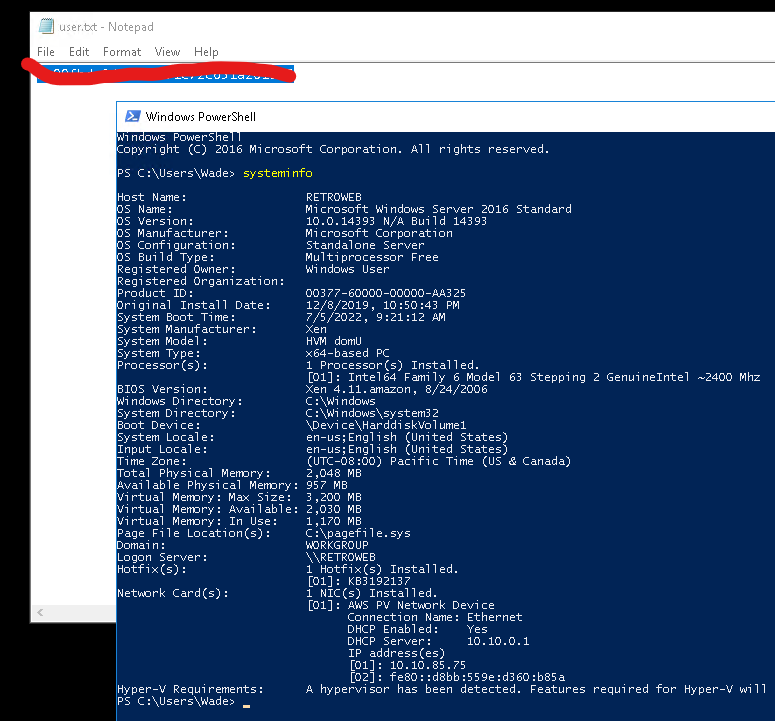 user.txt - Notepad
File Edit Format View Help
Windows PowerShell
Windows PowerShell
Copyright (C) 2016 Microsoft Corporation. All rights reserved.
PS C:\Users\Wade> systeminfo
Host Name: RETROWEB
OS Name: Microsoft Windows Server 2016 Standard
OS Version: 10.0.14393 N/A Build 14393
OS Manufacturer: Microsoft Corporation
OS Configuration: Standalone Server
OS Build Type: Multiprocessor Free
Registered Owner: Windows User
Registered Organization:
Product ID: 00377-60000-00000-AA325
Original Install Date: 12/8/2019, 10:50:43 PM
System Boot Time: 7/5/2022, 9:21:12 AM
System Manufacturer: Xen
System Model: HVM domU
System Type: x64-based PC
Processor(s): 1 Processor(s) Installed.
[01]: Intel64 Family 6 Model 63 Stepping 2 GenuineIntel ~2400 Mhz
BIOS Version: Xen 4.11.amazon, 8/24/2006
Windows Directory: C:\Windows
System Directory: C:\Windows\system32
Boot Device: \Device\HarddiskVolume1
System Locale: en-us;English (United States)
Input Locale: en-us;English (United States)
Time Zone: (UTC-08:00) Pacific Time (US & Canada)
Total Physical Memory: 2,048 MB
Available Physical Memory: 957 MB
Virtual Memory: Max Size: 3,200 MB
Virtual Memory: Available: 2,030 MB
Virtual Memory: In Use: 1,170 MB
Page File Location(s): C:\pagefile.sys
Domain: WORKGROUP
Logon Server: \\RETROWEB
Hotfix(s): 1 Hotfix(s) Installed.
[01]: KB3192137
Network Card(s): 1 NIC(s) Installed.
[01]: AWS PV Network Device
Connection Name: Ethernet
DHCP Enabled: Yes
DHCP Server: 10.10.0.1
IP address(es)
[01]: 10.10.85.75
[02]: fe80::d8bb:559e:d360:b85a
Hyper-V Requirements: A hypervisor has been detected. Features required for Hyper-V will
PS C:\Users\Wade>